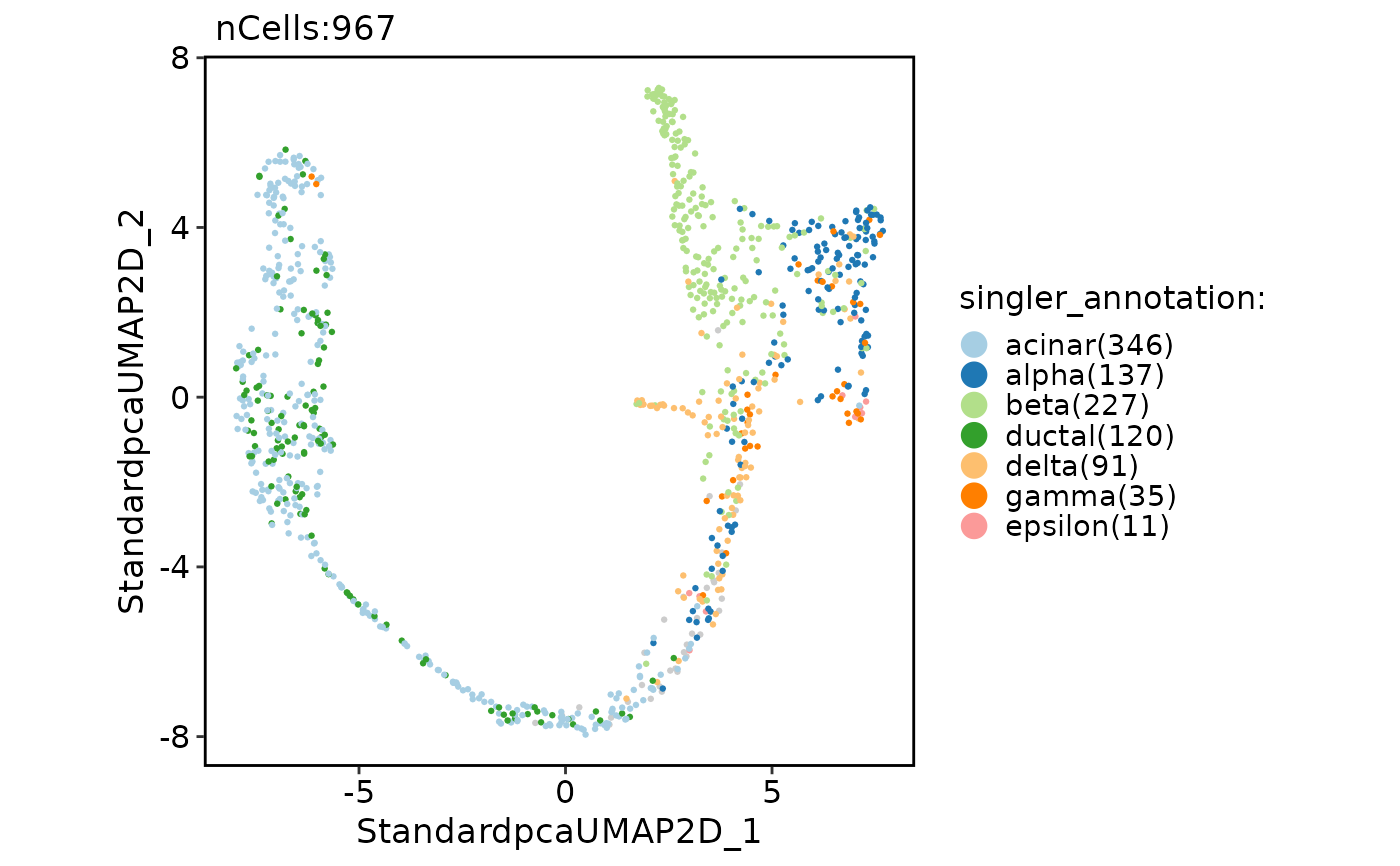 nCells:967
8
4
0
-4
-8
StandardpcaUMAP2D_2
-5
0
5
StandardpcaUMAP2D_1
singler_annotation:
acinar(346)
alpha(137)
beta(227)
ductal(120)
delta(91)
gamma(35)
epsilon(11)